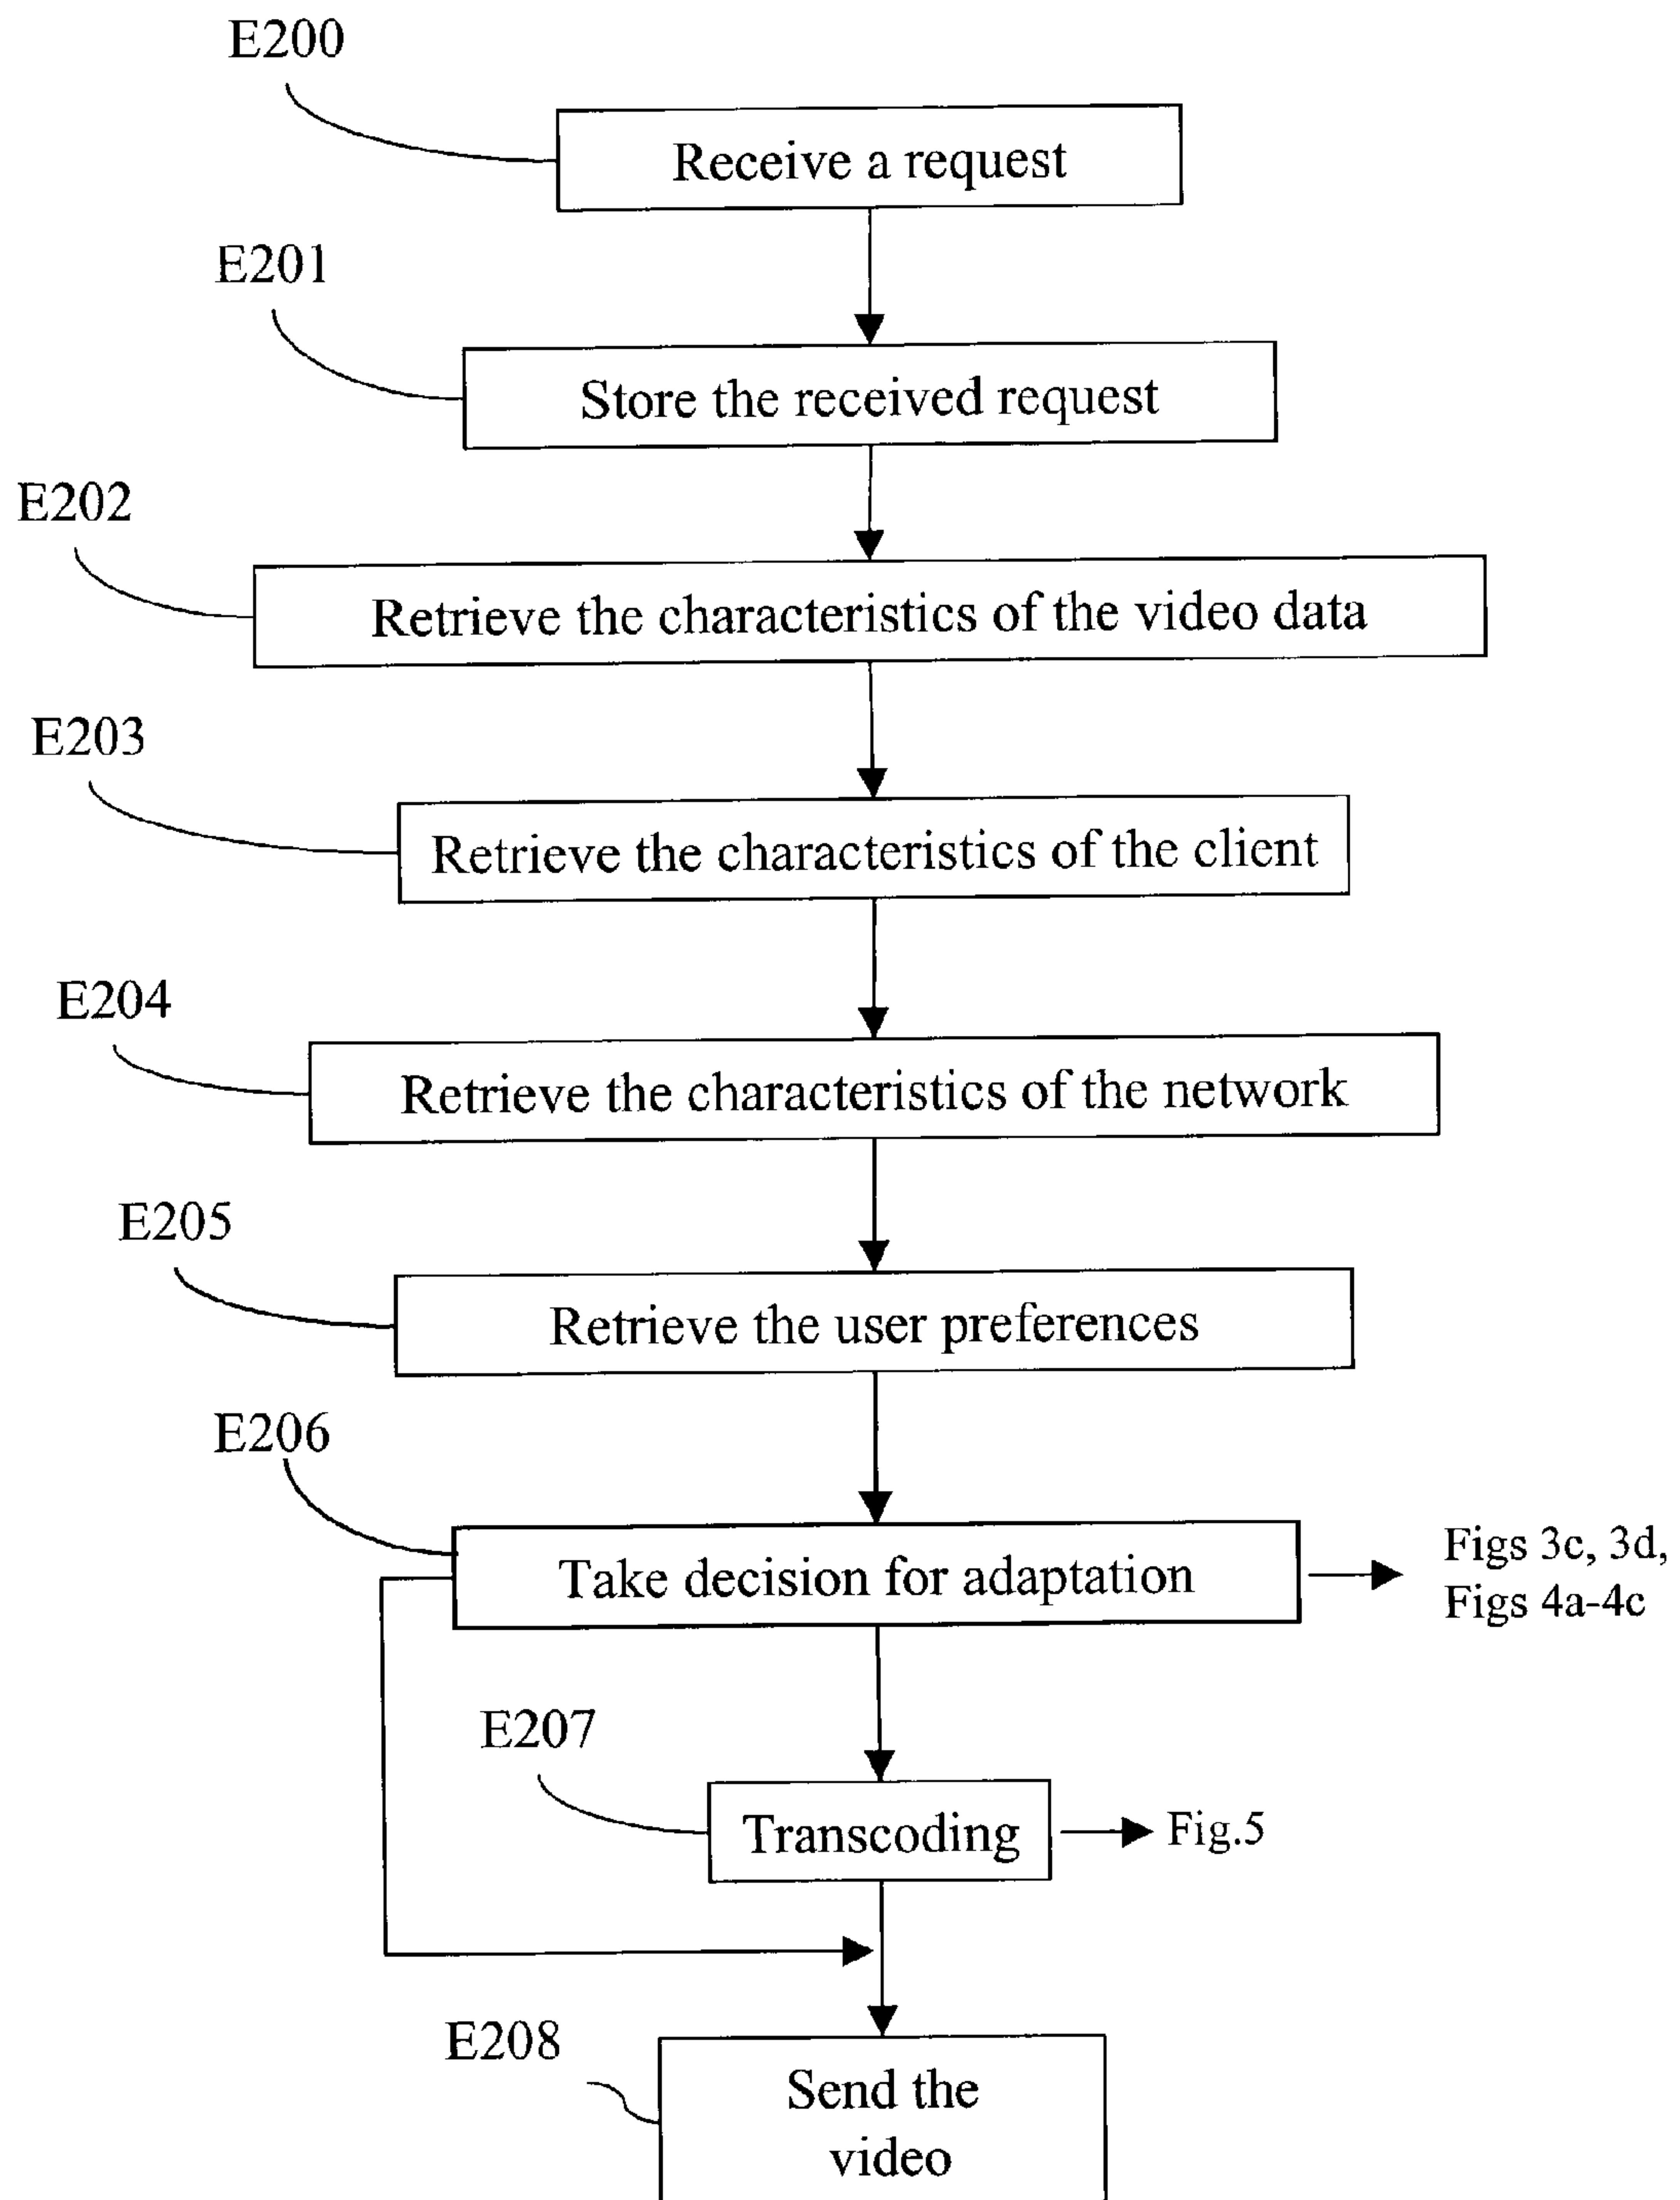 E200
Receive a request
E201
Store the received request
E202
Retrieve the characteristics of the video data
E203
Retrieve the characteristics of the client
E204
Retrieve the characteristics of the network
E205
Retrieve the user preferences
E206
Take decision for adaptation
Figs 3c, 3d,
Figs 4a-4c
E207
Transcoding
Fig.5
E208
Send the
video